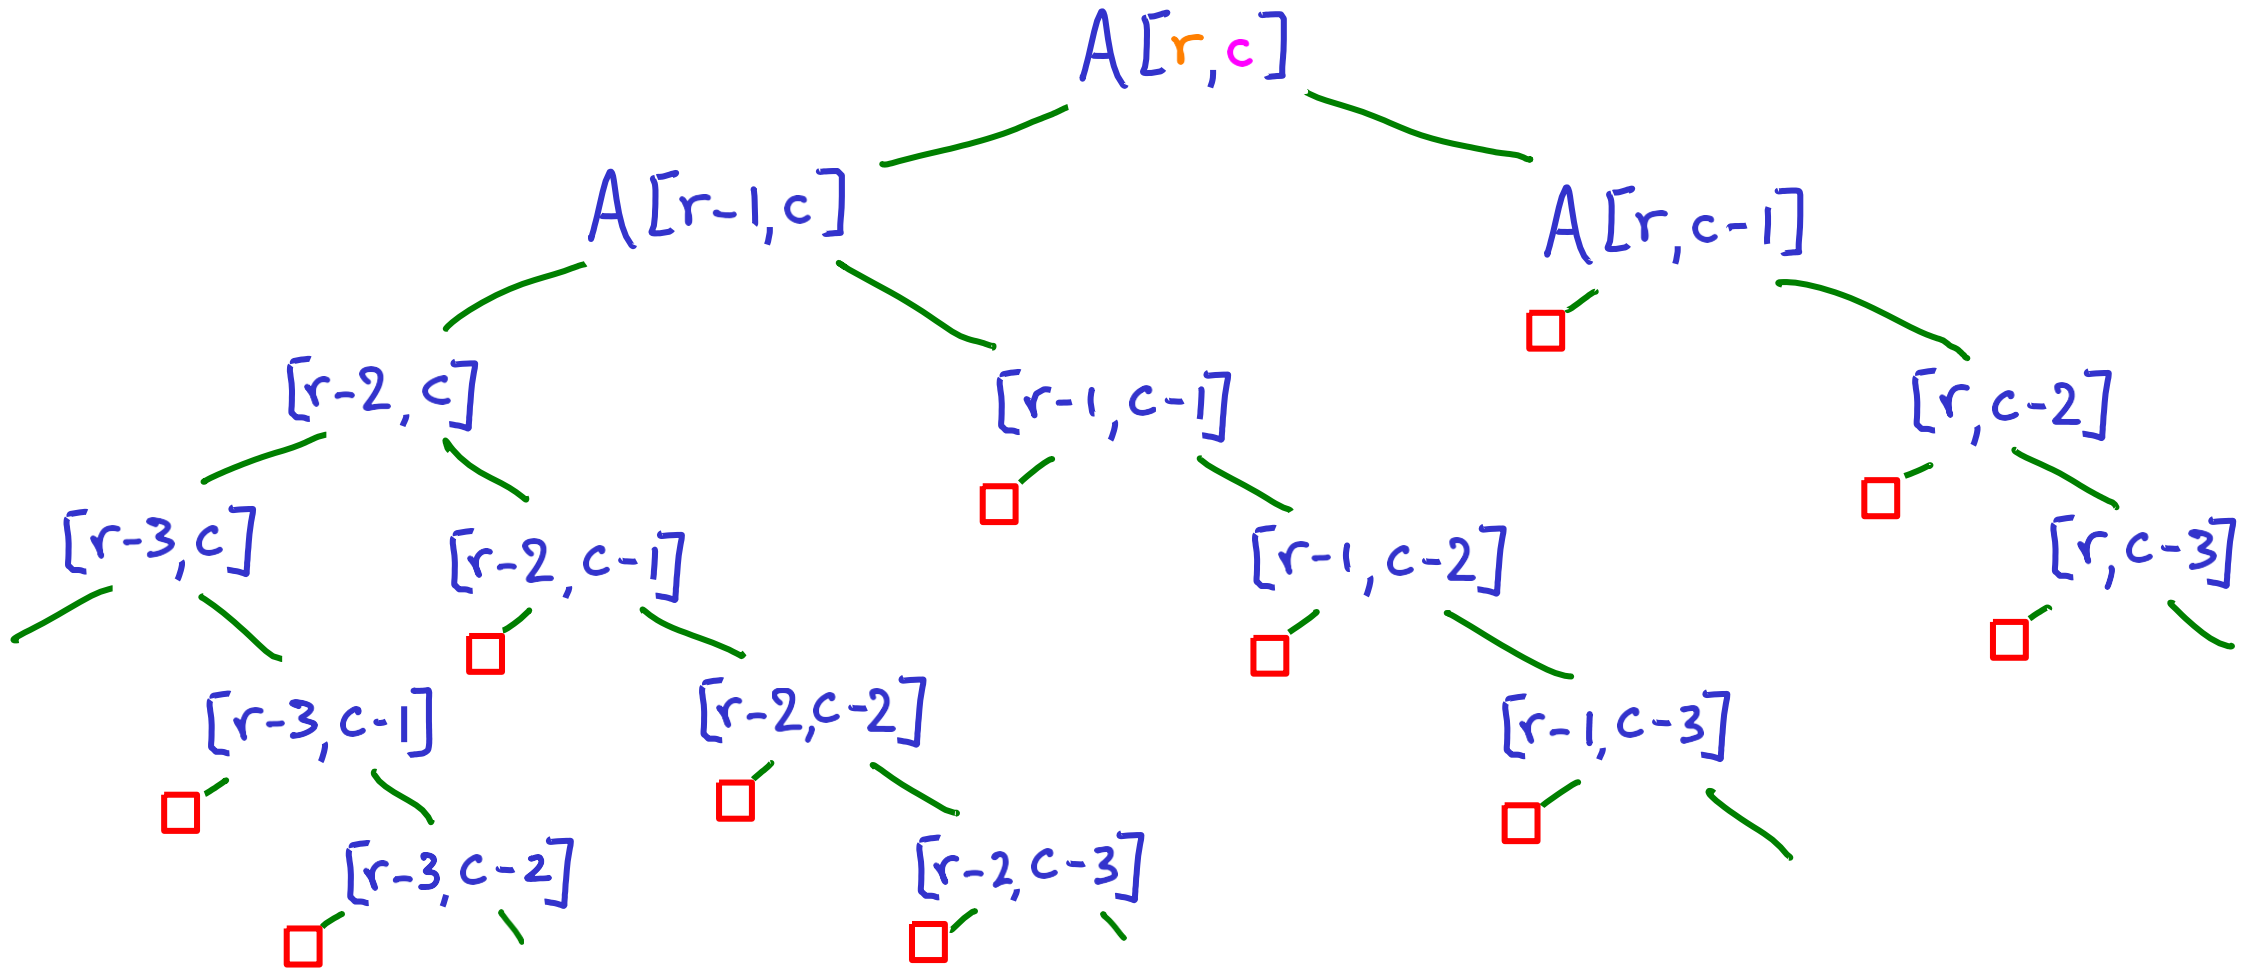 A[r,c]
A[r-1,c]
A[r,c-1]
[r-2,c]
[r-1,c-1]
[r,c-2]
[r-3,c]
[r-2,c-1]
[r-1,c-2]
[r,c-3]
[r-3,c-1]
[r-2,c-2]
[r-1,c-3]
[r-3,c-2]
[r-2,c-3]